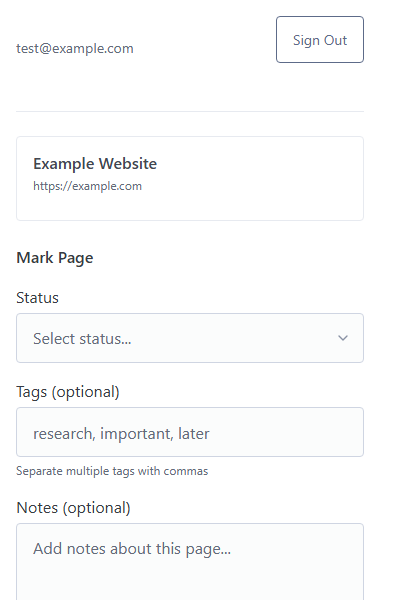 test@example.com
Sign Out
Example Website
https://example.com
Mark Page
Status
Select status...
Tags (optional)
research, important, later
Separate multiple tags with commas
Notes (optional)
Add notes about this page...